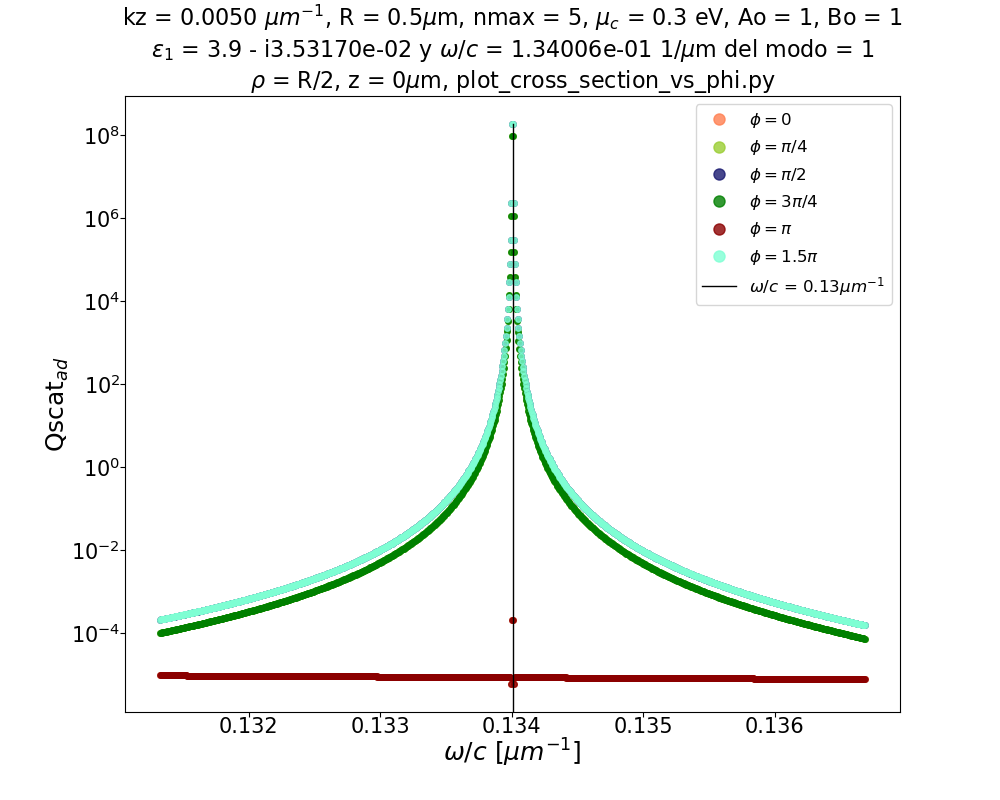 kz = 0.0050 μm⁻¹, R = 0.5μm, nmax = 5, μ_c = 0.3 eV, Ao = 1, Bo = 1
ε₁ = 3.9 - i3.53170e-02 y ω/c = 1.34006e-01 1/μm del modo = 1
ρ = R/2, z = 0μm, plot_cross_section_vs_phi.py
ϕ = 0
ϕ = π/4
ϕ = π/2
ϕ = 3π/4
ϕ = π
ϕ = 1.5π
ω/c = 0.13μm⁻¹
Qscat_ad
10⁸
10⁶
10⁴
10²
10⁰
10⁻²
10⁻⁴
0.132 0.133 0.134 0.135 0.136
ω/c [μm⁻¹]